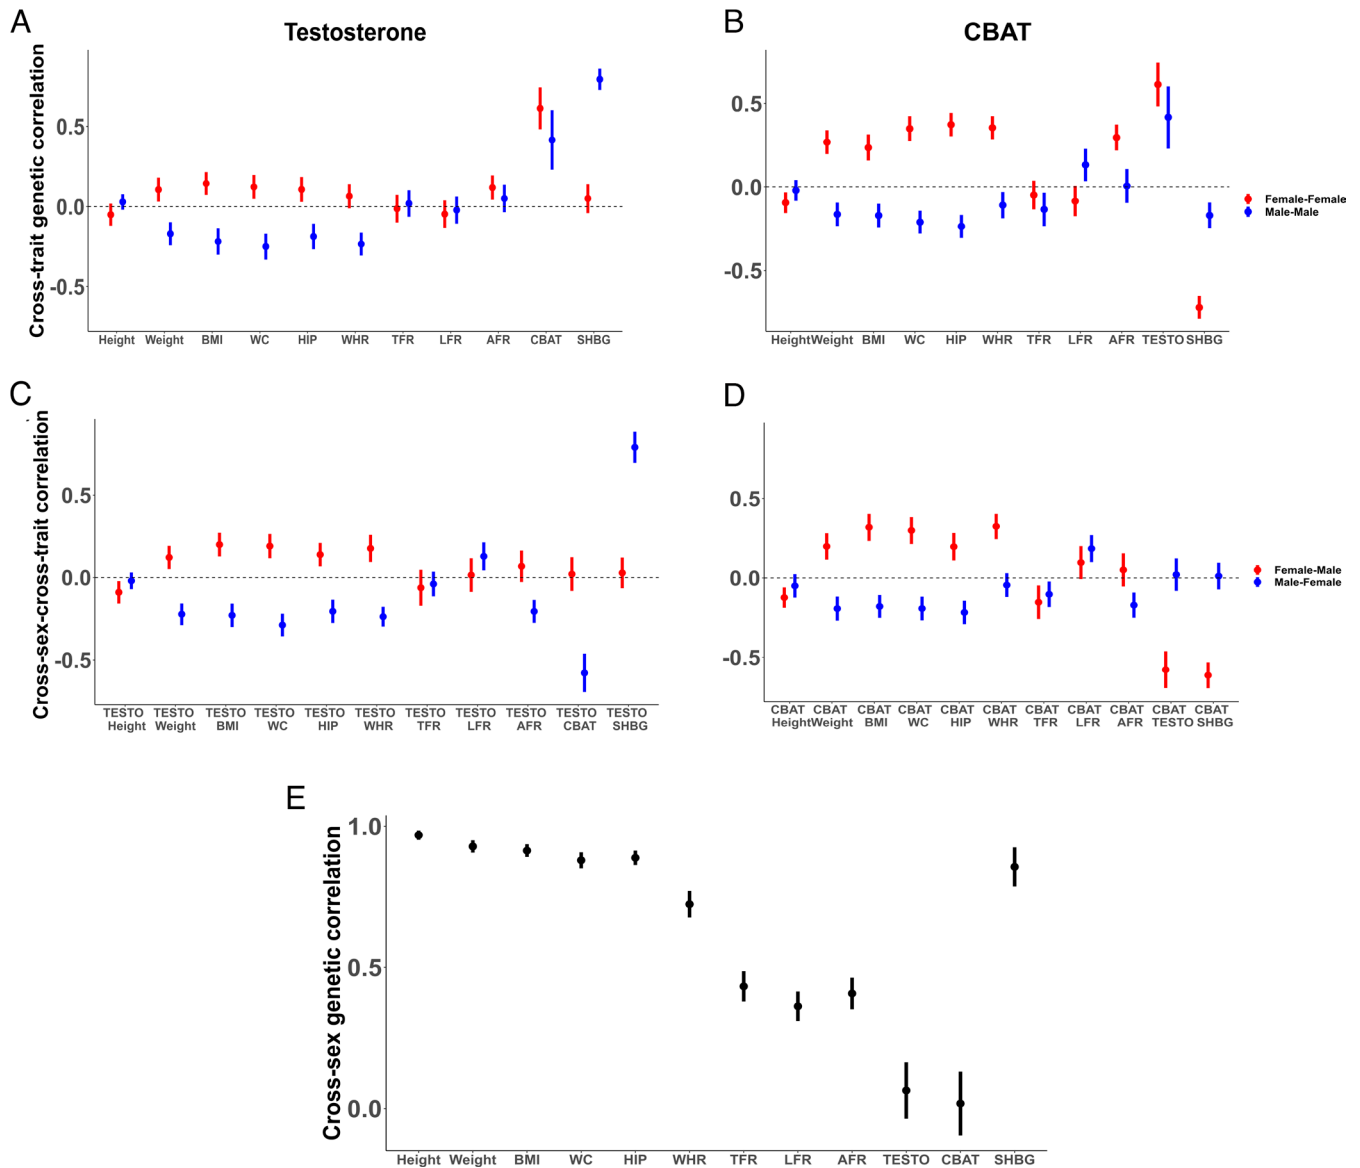 A
Testosterone
Cross-trait genetic correlation
0.5
0.0
-0.5
Height Weight BMI WC HIP WHR TFR LFR AFR CBAT SHBG
B
CBAT
0.5
0.0
-0.5
Height Weight BMI WC HIP WHR TFR LFR AFR TESTO SHBG
Female-Female
Male-Male
C
Cross-sex-cross-trait correlation
0.5
0.0
-0.5
TESTO TESTO TESTO TESTO TESTO TESTO TESTO TESTO TESTO TESTO TESTO
Height Weight BMI WC HIP WHR TFR LFR AFR CBAT SHBG
D
0.5
0.0
-0.5
CBAT CBAT CBAT CBAT CBAT CBAT CBAT CBAT CBAT CBAT CBAT
Height Weight BMI WC HIP WHR TFR LFR AFR TESTO SHBG
Female-Male
Male-Female
E
Cross-sex genetic correlation
1.0
0.5
0.0
Height Weight BMI WC HIP WHR TFR LFR AFR TESTO CBAT SHBG